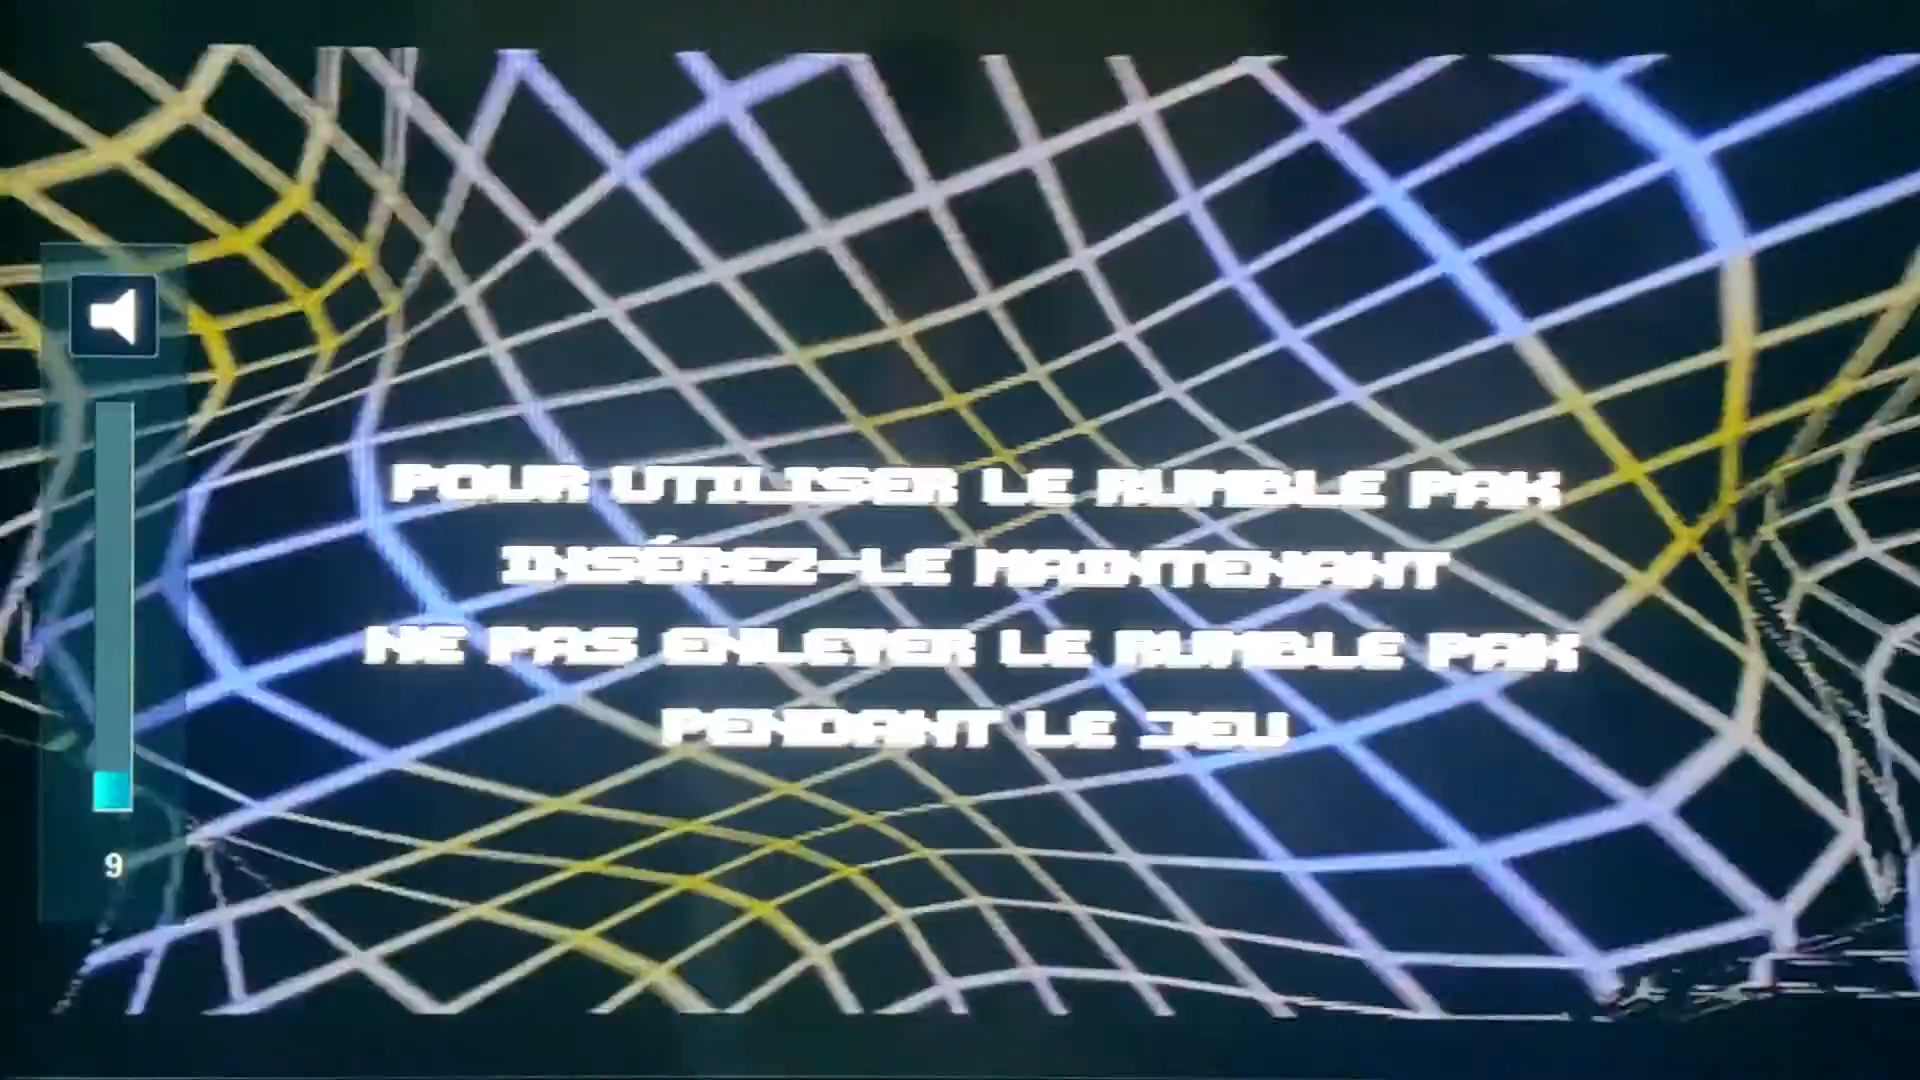 POUR UTILISER LE RUMBLE PAK
INSÉREZ-LE MAINTENANT
NE PAS ENLEVER LE RUMBLE PAK
PENDANT LE JEU
9